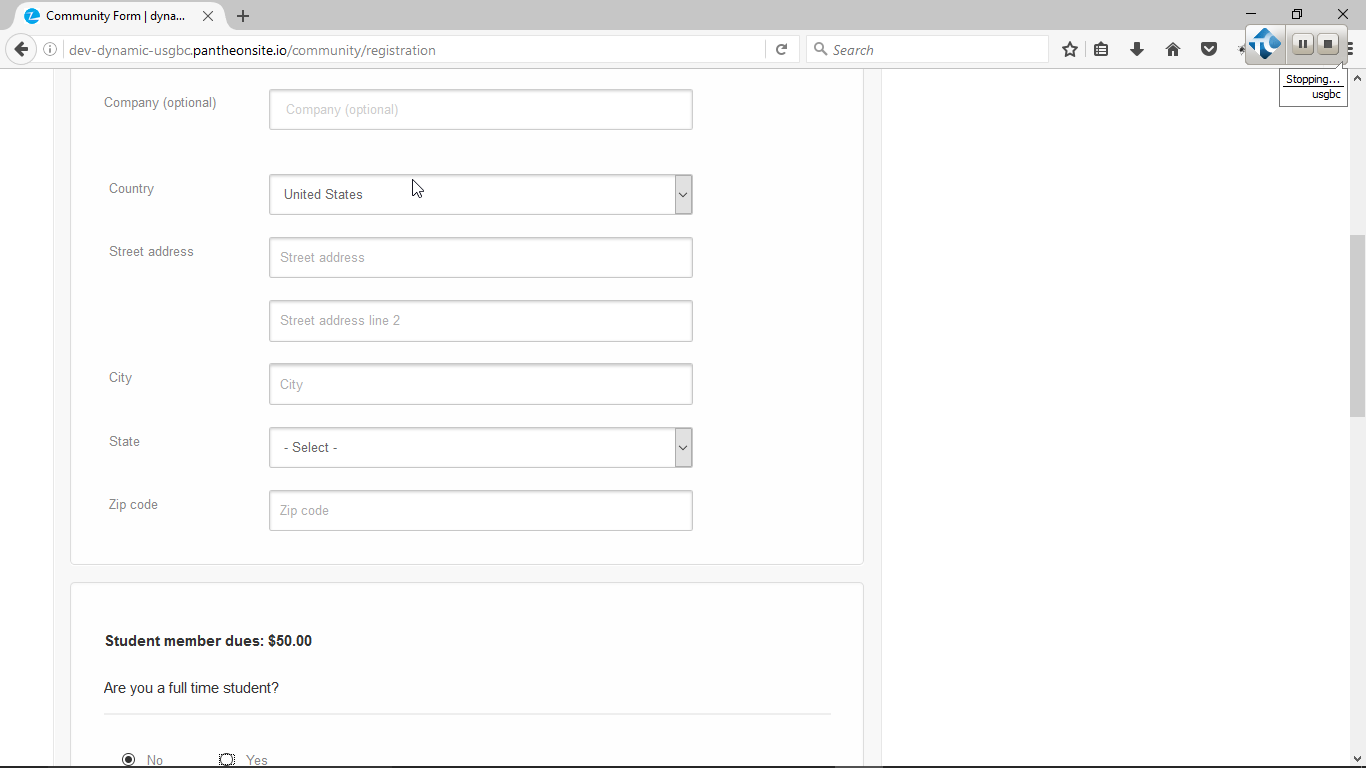 Community Form | dyna...
dev-dynamic-usgbc.pantheonsite.io/community/registration
Search
Stopping...
usgbc
Company (optional)
Company (optional)
Country
United States
Street address
Street address
Street address line 2
City
City
State
- Select -
Zip code
Zip code
Student member dues: $50.00
Are you a full time student?
No
Yes